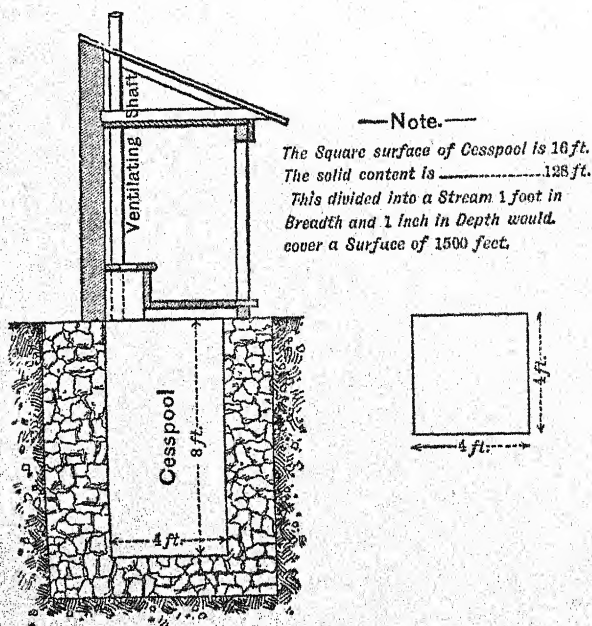 Ventilating Shaft
—Note.—
The Square surface of Cesspool is 16 ft.
The solid content is ................128 ft.
This divided into a Stream 1 foot in
Breadth and 1 Inch in Depth would
cover a Surface of 1500 feet.
Cesspool
8 ft.
4 ft.
4 ft.
4 ft.